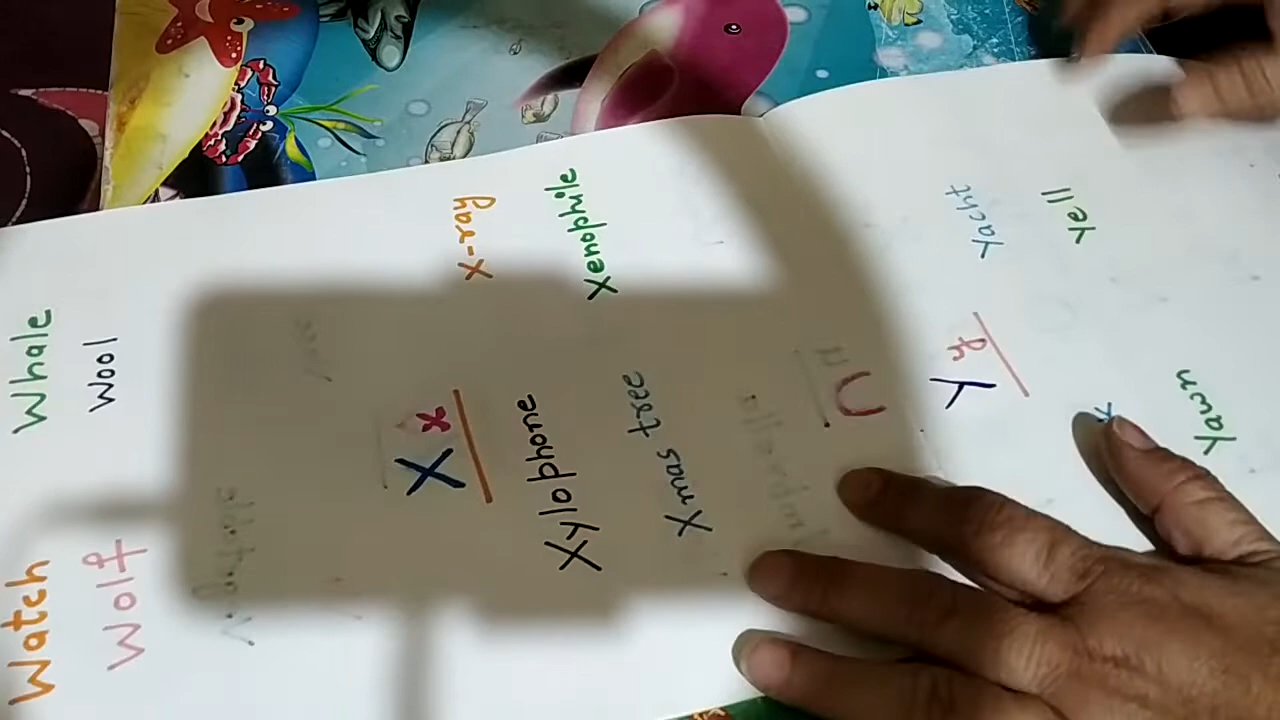 Watch Whale
Wolf Wool
X x X-ray
Xylophone Xenophile
Xmas tree
Y y Yacht
Yell
Yawn